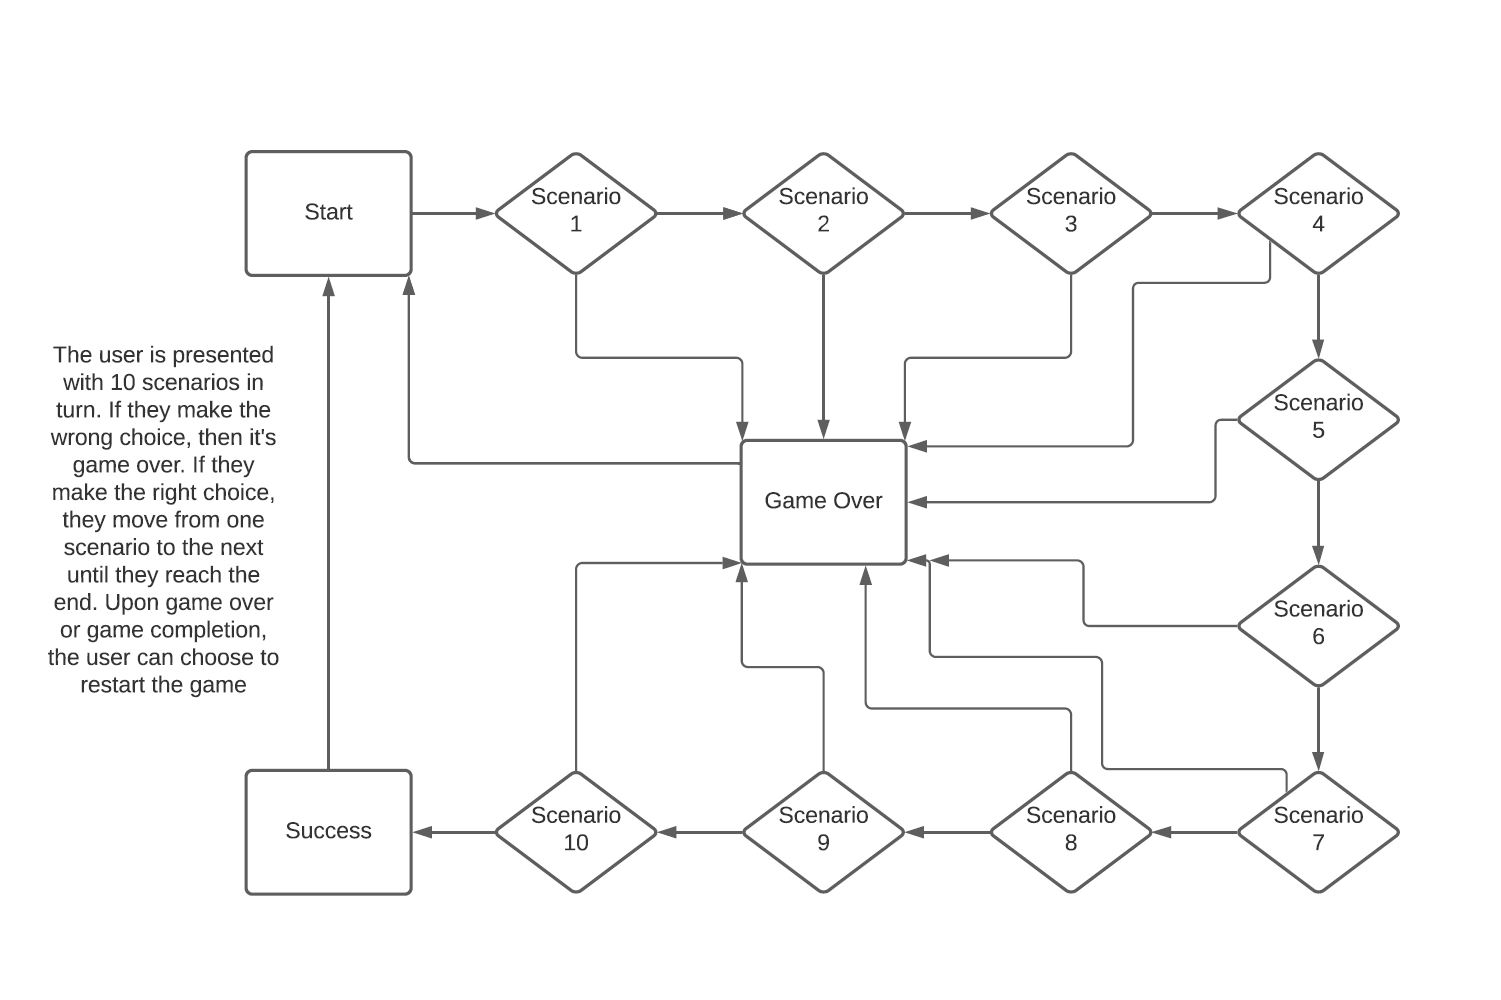 Start
Scenario
1
Scenario
2
Scenario
3
Scenario
4
The user is presented
with 10 scenarios in
turn. If they make the
wrong choice, then it's
game over. If they
make the right choice,
they move from one
scenario to the next
until they reach the
end. Upon game over
or game completion,
the user can choose to
restart the game
Scenario
5
Game Over
Scenario
6
Success
Scenario
10
Scenario
9
Scenario
8
Scenario
7